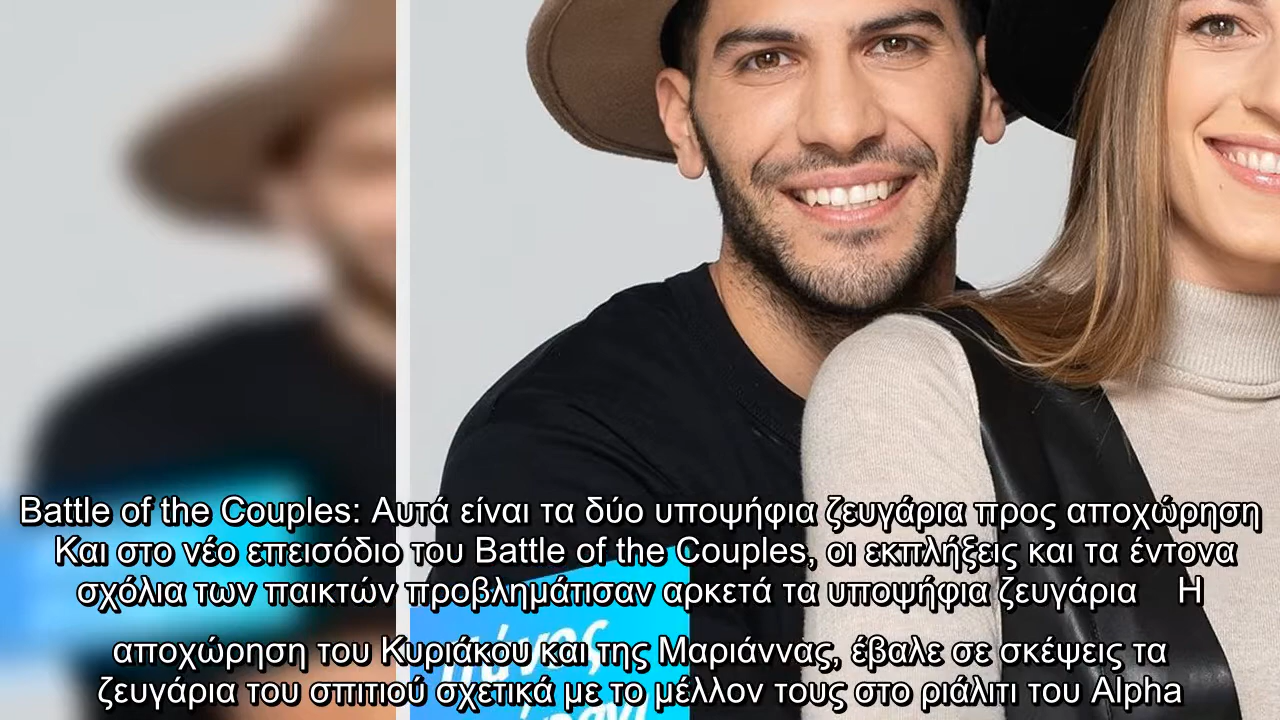 Battle of the Couples: Αυτά είναι τα δύο υποψήφια ζευγάρια προς αποχώρηση
Και στο νέο επεισόδιο του Battle of the Couples, οι εκπλήξεις και τα έντονα
σχόλια των παικτών προβλημάτισαν αρκετά τα υποψήφια ζευγάρια Η
αποχώρηση του Κυριάκου και της Μαριάννας, έβαλε σε σκέψεις τα
ζευγάρια του σπιτιού σχετικά με το μέλλον τους στο ριάλιτι του Alpha